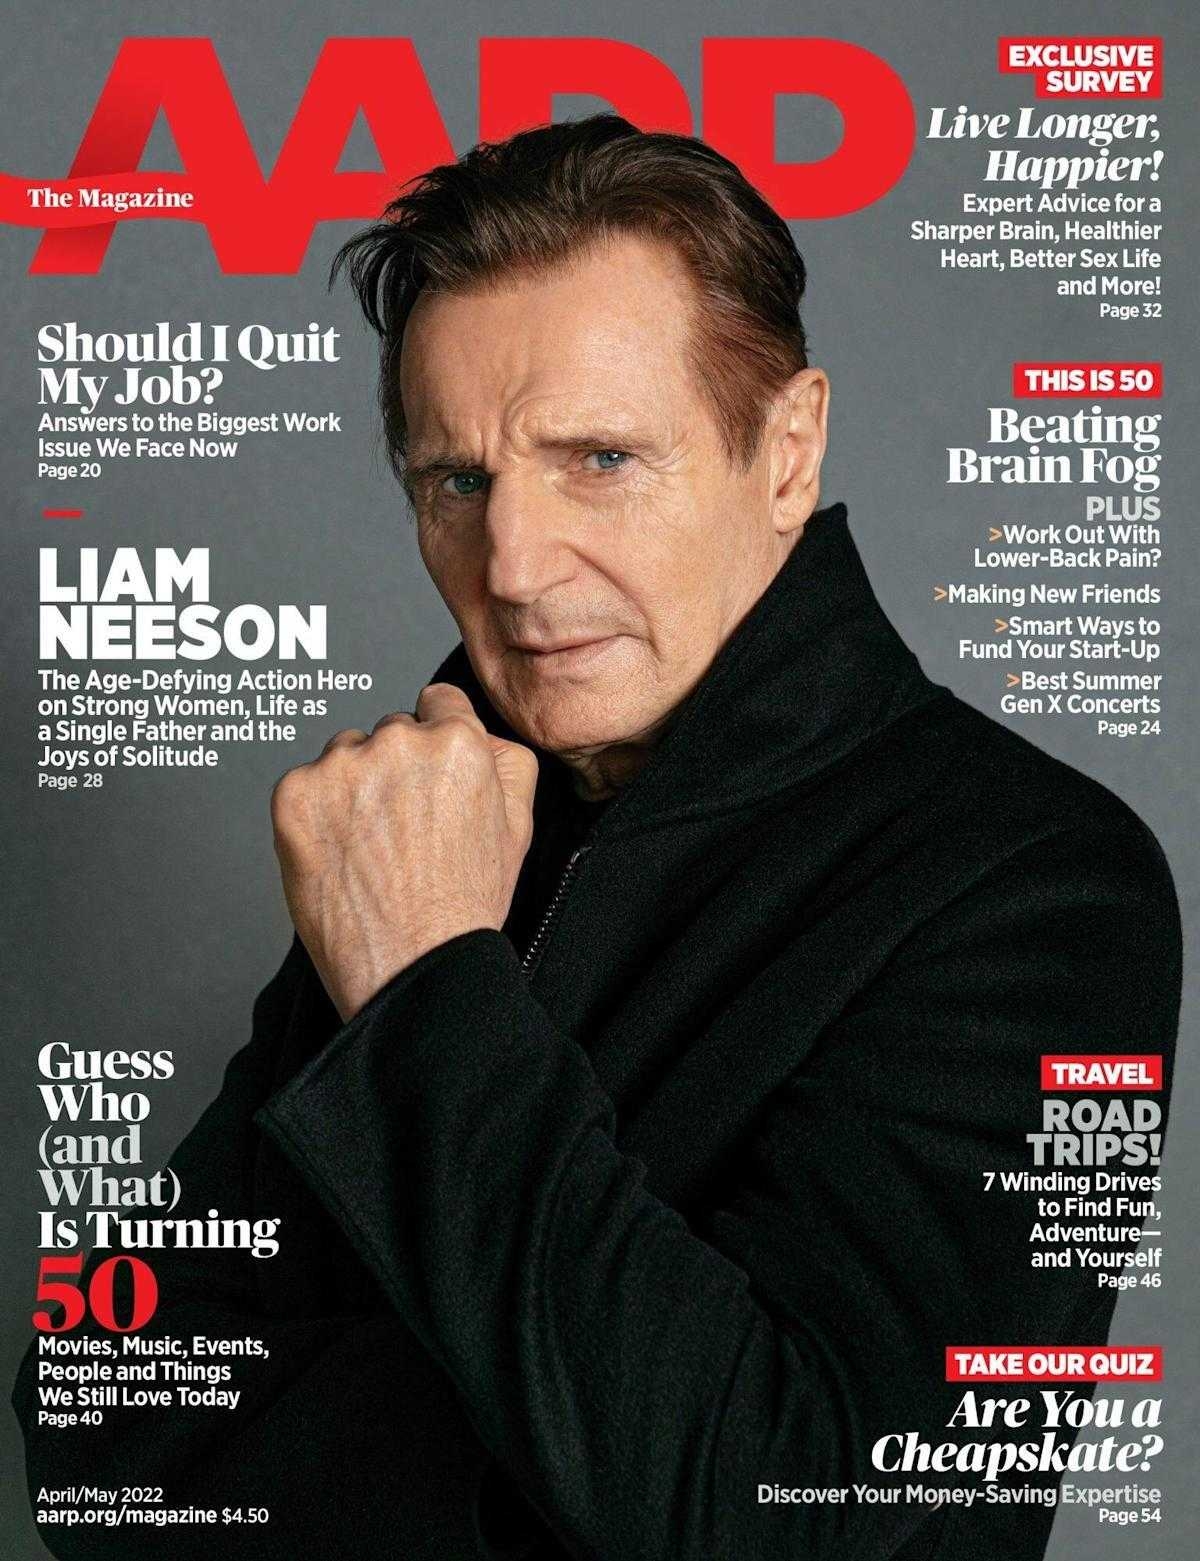 AARP
The Magazine
Should I Quit
My Job?
Answers to the Biggest Work
Issue We Face Now
Page 20
LIAM
NEESON
The Age-Defying Action Hero
on Strong Women, Life as
a Single Father and the
Joys of Solitude
Page 28
Guess
Who
(and
What)
Is Turning
50
Movies, Music, Events,
People and Things
We Still Love Today
Page 40
April/May 2022
aarp.org/magazine $4.50
EXCLUSIVE
SURVEY
Live Longer,
Happier!
Expert Advice for a
Sharper Brain, Healthier
Heart, Better Sex Life
and More!
Page 32
THIS IS 50
Beating
Brain Fog
PLUS
>Work Out With
Lower-Back Pain?
>Making New Friends
>Smart Ways to
Fund Your Start-Up
>Best Summer
Gen X Concerts
Page 24
TRAVEL
ROAD
TRIPS!
7 Winding Drives
to Find Fun,
Adventure—
and Yourself
Page 46
TAKE OUR QUIZ
Are You a
Cheapskate?
Discover Your Money-Saving Expertise
Page 54